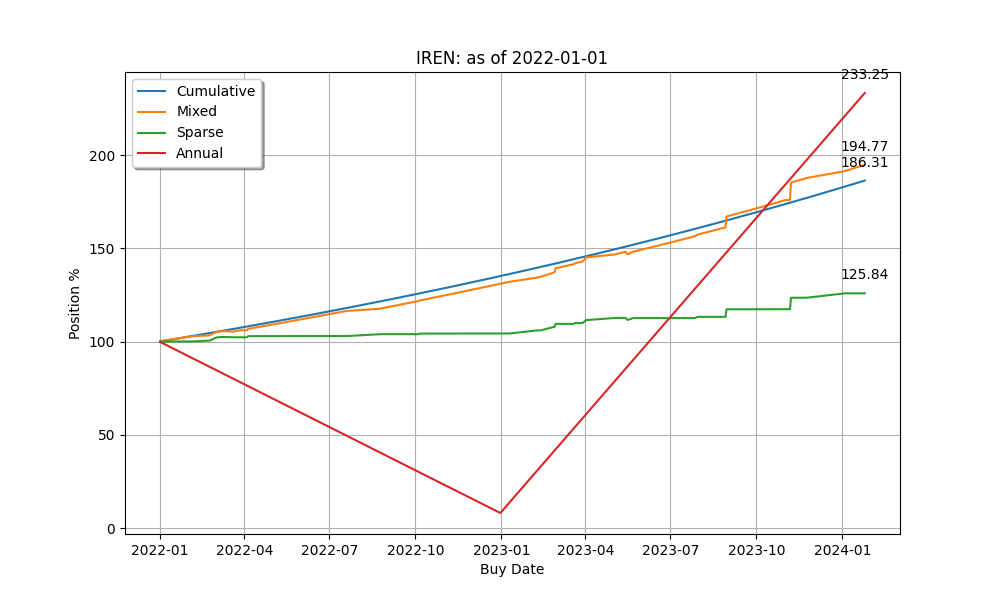 IREN: as of 2022-01-01
233.25
Cumulative
Mixed
Sparse
Annual
194.77
186.31
125.84
200
150
100
50
0
Position %
2022-01 2022-04 2022-07 2022-10 2023-01 2023-04 2023-07 2023-10 2024-01
Buy Date